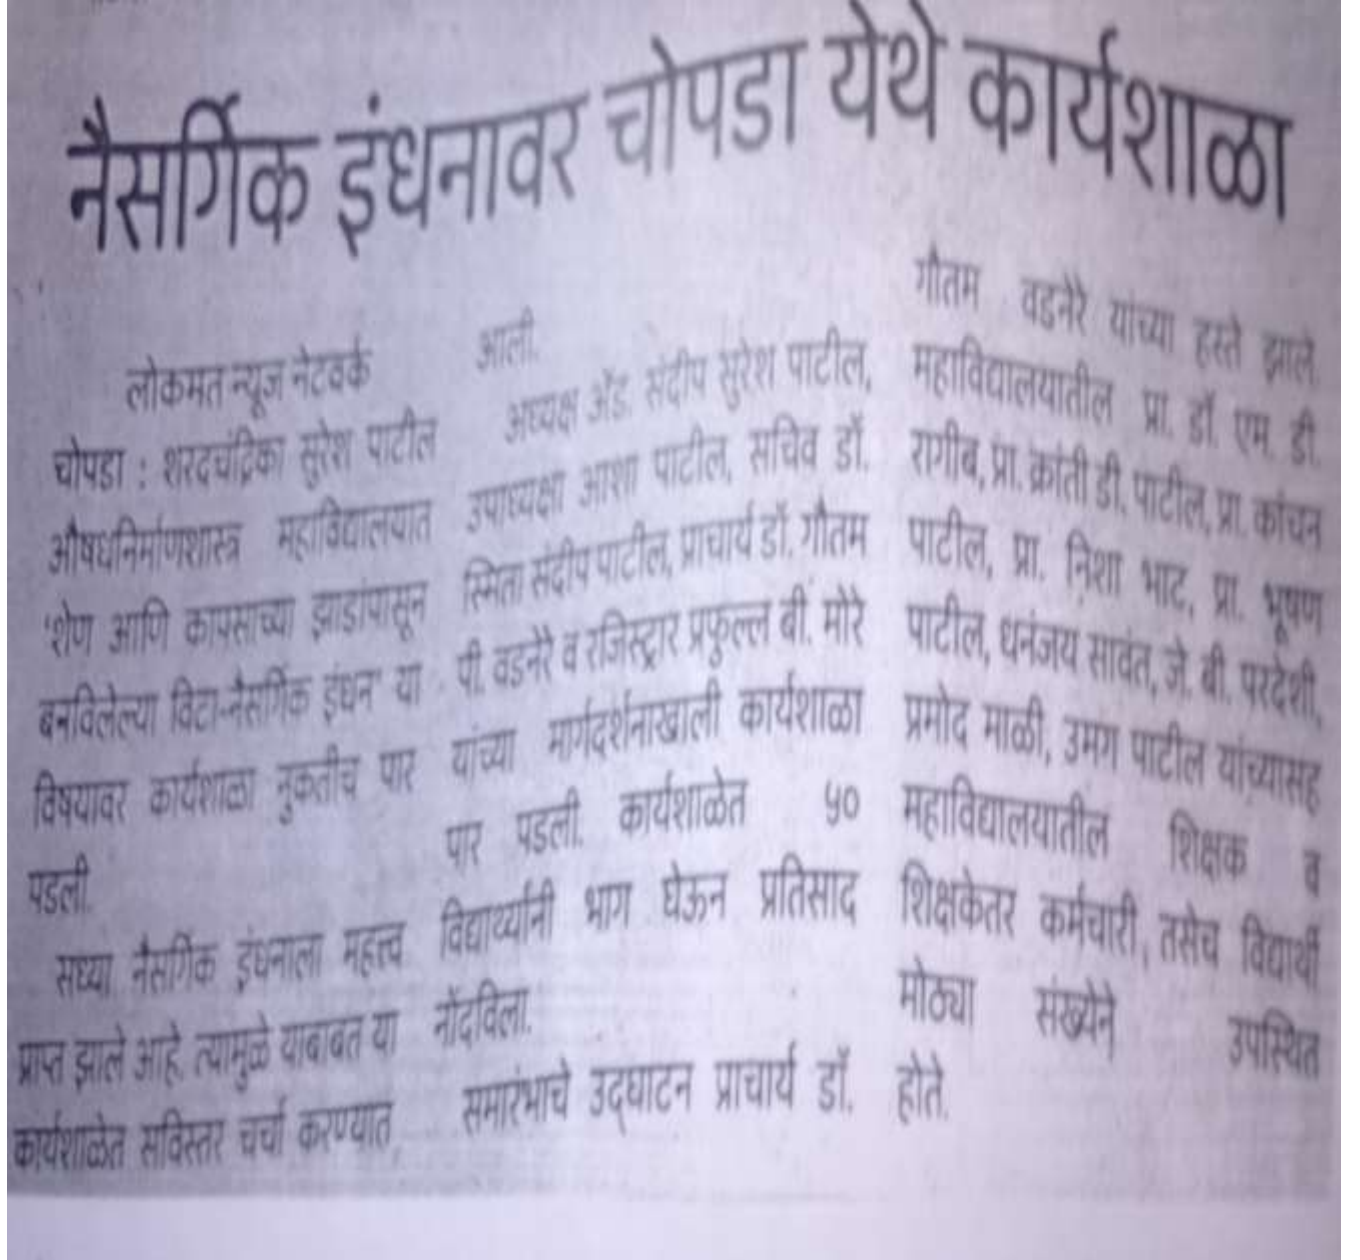 नैसर्गिक इंधनावर चोपडा येथे कार्यशाळा
लोकमत न्यूज नेटवर्क
चोपडा : शरदचंद्रिका सुरेश पाटील
औषधनिर्माणशास्त्र महाविद्यालयात
'शेण आणि कापसाच्या झाडांपासून
बनविलेल्या विटा-नैसर्गिक इंधन' या
विषयावर कार्यशाळा नुकतीच पार
पडली.
सध्या नैसर्गिक इंधनाला महत्त्व
प्राप्त झाले आहे. त्यामुळे याबाबत या
कार्यशाळेत सविस्तर चर्चा करण्यात
आली.
अध्यक्ष ॲड. संदीप सुरेश पाटील,
उपाध्यक्षा आशा पाटील, सचिव डॉ.
स्मिता संदीप पाटील, प्राचार्य डॉ. गौतम
पी. वडनेरे व रजिस्ट्रार प्रफुल्ल बी. मोरे
यांच्या मार्गदर्शनाखाली कार्यशाळा
पार पडली. कार्यशाळेत ५०
विद्यार्थ्यांनी भाग घेऊन प्रतिसाद
नोंदविला.
समारंभाचे उद्‌घाटन प्राचार्य डॉ.
गौतम वडनेरे यांच्या हस्ते झाले.
महाविद्यालयातील प्रा. डॉ. एम. डी.
रागीब, प्रा. क्रांती डी. पाटील, प्रा. कांचन
पाटील, प्रा. निशा भाट, प्रा. भूषण
पाटील, धनंजय सावंत, जे. बी. परदेशी,
प्रमोद माळी, उमग पाटील यांच्यासह
महाविद्यालयातील शिक्षक व
शिक्षकेतर कर्मचारी, तसेच विद्यार्थी
मोठ्या संख्येने उपस्थित
होते.